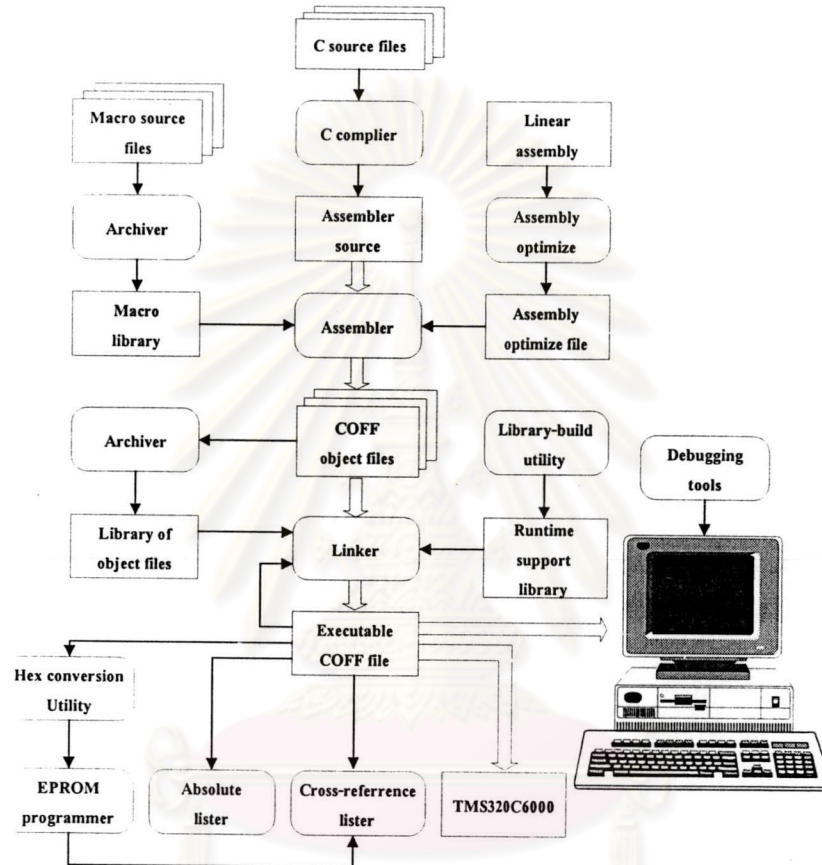 C source files
Macro source
files
C complier
Linear
assembly
Archiver
Assembler
source
Assembly
optimize
Macro
library
Assembler
Assembly
optimize file
Archiver
COFF
object files
Library-build
utility
Debugging
tools
Library of
object files
Linker
Runtime
support
library
Executable
COFF file
Hex conversion
Utility
EPROM
programmer
Absolute
lister
Cross-referrence
lister
TMS320C6000